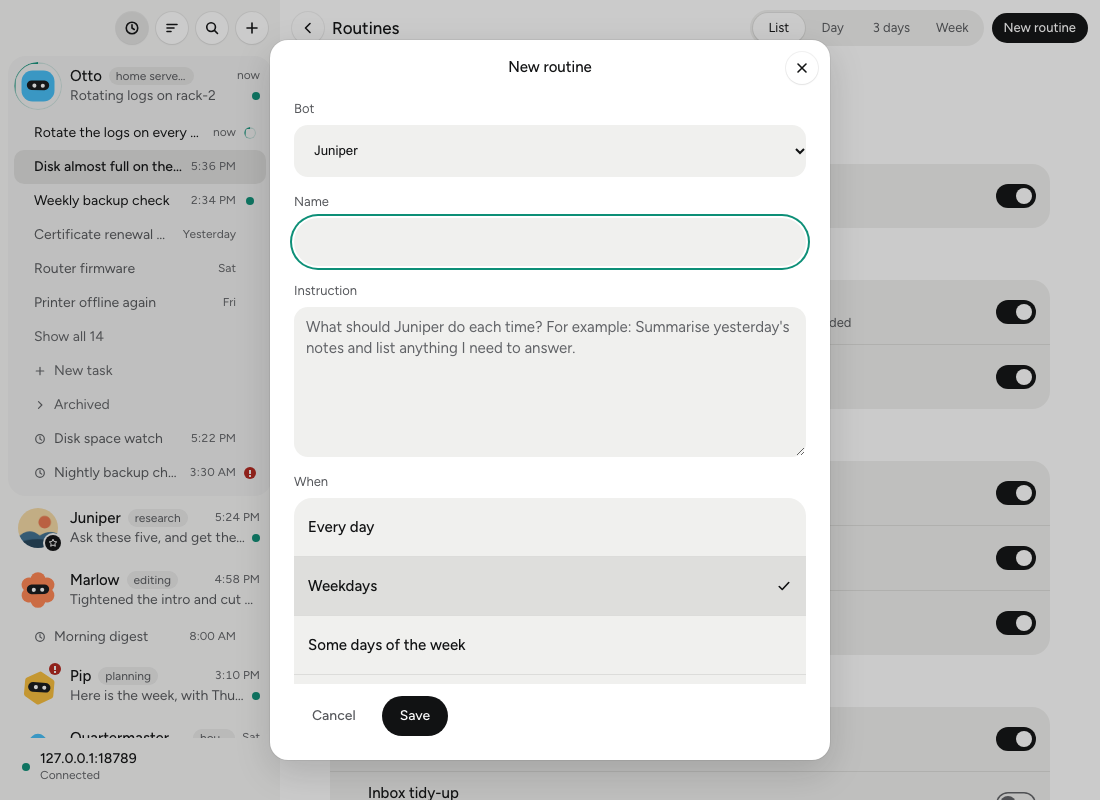 Routines
List
Day
3 days
Week
New routine
Otto
home serve...
now
Rotating logs on rack-2
Rotate the logs on every ...
now
Disk almost full on the...
5:36 PM
Weekly backup check
2:34 PM
Certificate renewal ...
Yesterday
Router firmware
Sat
Printer offline again
Fri
Show all 14
New task
Archived
Disk space watch
5:22 PM
Nightly backup ch...
3:30 AM
Juniper
research
5:24 PM
Ask these five, and get the...
Marlow
editing
4:58 PM
Tightened the intro and cut ...
Morning digest
8:00 AM
Pip
planning
3:10 PM
Here is the week, with Thu...
Quartermaster
Sat
127.0.0.1:18789
Connected
New routine
Bot
Juniper
Name
Instruction
What should Juniper do each time? For example: Summarise yesterday's
notes and list anything I need to answer.
When
Every day
Weekdays
Some days of the week
Cancel
Save
Inbox tidy-up